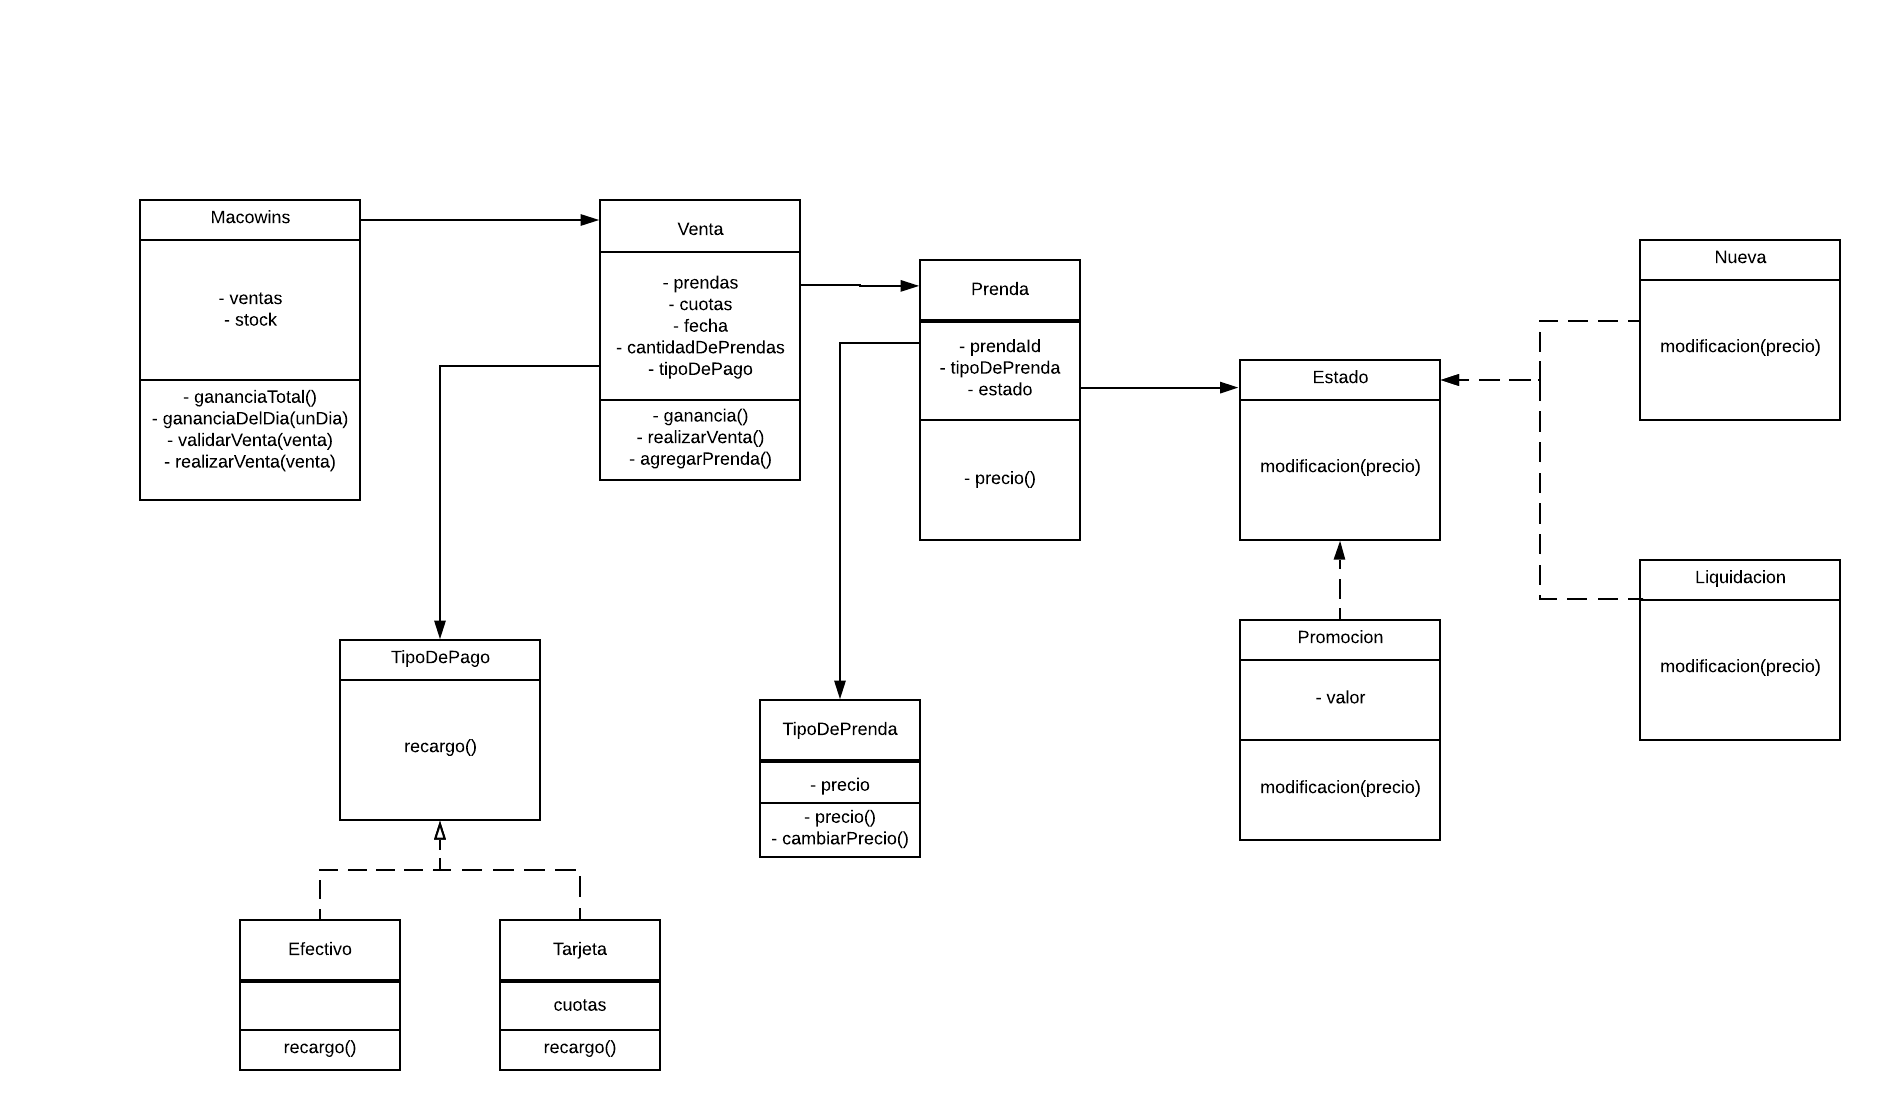 Macowins
- ventas
- stock
- gananciaTotal()
- gananciaDelDia(unDia)
- validarVenta(venta)
- realizarVenta(venta)
Venta
- prendas
- cuotas
- fecha
- cantidadDePrendas
- tipoDePago
- ganancia()
- realizarVenta()
- agregarPrenda()
Prenda
- prendaId
- tipoDePrenda
- estado
- precio()
Estado
modificacion(precio)
Nueva
modificacion(precio)
Liquidacion
modificacion(precio)
Promocion
- valor
modificacion(precio)
TipoDePago
recargo()
TipoDePrenda
- precio
- precio()
- cambiarPrecio()
Efectivo
recargo()
Tarjeta
cuotas
recargo()